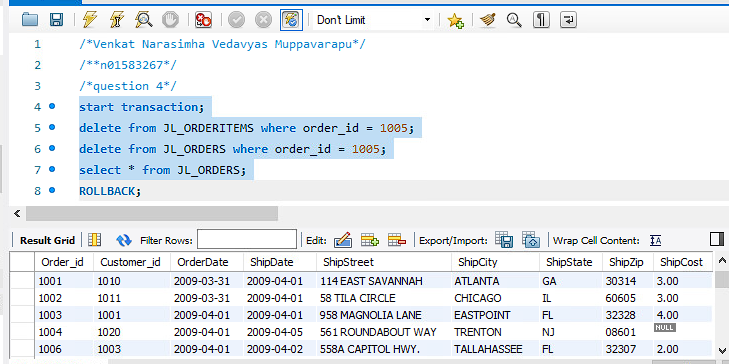 Don't Limit
1 /*Venkat Narasimha Vedavyas Muppavarapu*/
2 /**n01583267*/
3 /*question 4*/
4 start transaction;
5 delete from JL_ORDERITEMS where order_id = 1005;
6 delete from JL_ORDERS where order_id = 1005;
7 select * from JL_ORDERS;
8 ROLLBACK;
Result Grid Filter Rows: Edit: Export/Import: Wrap Cell Content: IA
Order_id Customer_id OrderDate ShipDate ShipStreet ShipCity ShipState ShipZip ShipCost
1001 1010 2009-03-31 2009-04-01 114 EAST SAVANNAH ATLANTA GA 30314 3.00
1002 1011 2009-03-31 2009-04-01 58 TILA CIRCLE CHICAGO IL 60605 3.00
1003 1001 2009-04-01 2009-04-01 958 MAGNOLIA LANE EASTPOINT FL 32328 4.00
1004 1020 2009-04-01 2009-04-05 561 ROUNDABOUT WAY TRENTON NJ 08601 NULL
1006 1003 2009-04-01 2009-04-02 558A CAPITOL HWY. TALLAHASSEE FL 32307 2.00